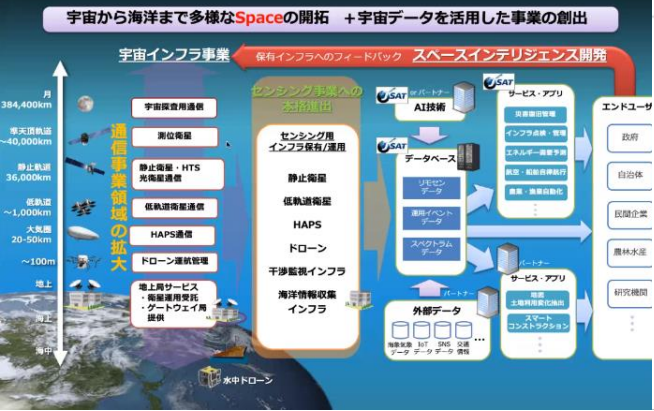 宇宙から海洋まで多様なSpaceの開拓　＋宇宙データを活用した事業の創出
宇宙インフラ事業
保有インフラへのフィードバック
スペースインテリジェンス開発
月
384,400km
準天頂軌道
～40,000km
静止軌道
36,000km
低軌道
～1,000km
大気圏
20-50km
～100m
地上
海上
海中
通信事業領域の拡大
宇宙探査用通信
測位衛星
静止衛星・HTS
光衛星通信
低軌道衛星通信
HAPS通信
ドローン運航管理
地上局サービス
・衛星運用受託
・ゲートウェイ局
提供
水中ドローン
センシング事業への
本格進出
センシング用
インフラ保有/運用
静止衛星
低軌道衛星
HAPS
ドローン
干渉監視インフラ
海洋情報収集
インフラ
JSAT
or パートナー
AI技術
JSAT
データベース
リモセン
データ
運用イベント
データ
スペクトラム
データ
パートナー
外部データ
海象気象
データ
IoT
データ
SNS
データ
交通
情報
…
JSAT
サービス・アプリ
災害復旧管理
インフラ点検・管理
エネルギー需要予測
航空・船舶自律航行
農業・漁業自動化
パートナー
サービス・アプリ
地図
土地利用変化抽出
スマート
コンストラクション
エンドユーザ
政府
自治体
民間企業
農林水産
研究機関